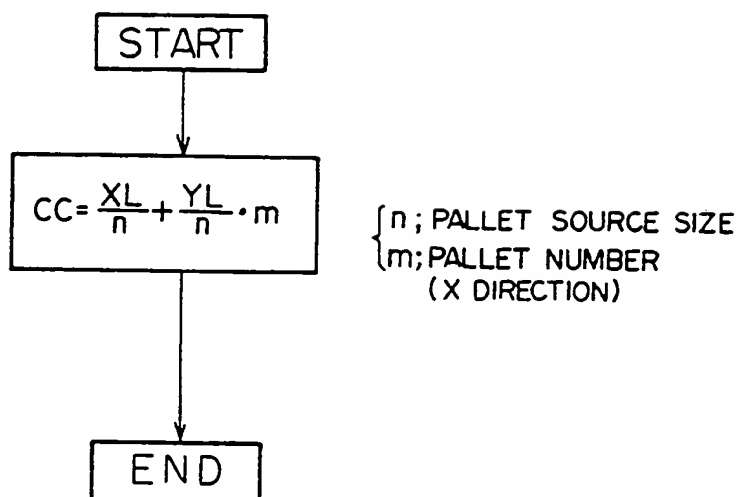 START
CC = XL/n + YL/n · m
n; PALLET SOURCE SIZE
m; PALLET NUMBER
(X DIRECTION)
END